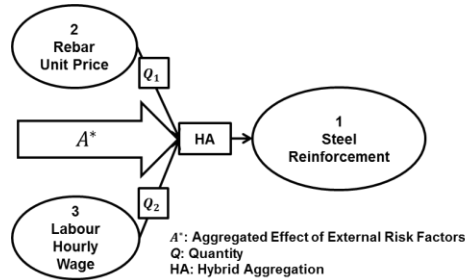 2
Rebar
Unit Price
Q₁
A*
HA
1
Steel
Reinforcement
Q₂
3
Labour
Hourly
Wage
A*: Aggregated Effect of External Risk Factors
Q: Quantity
HA: Hybrid Aggregation